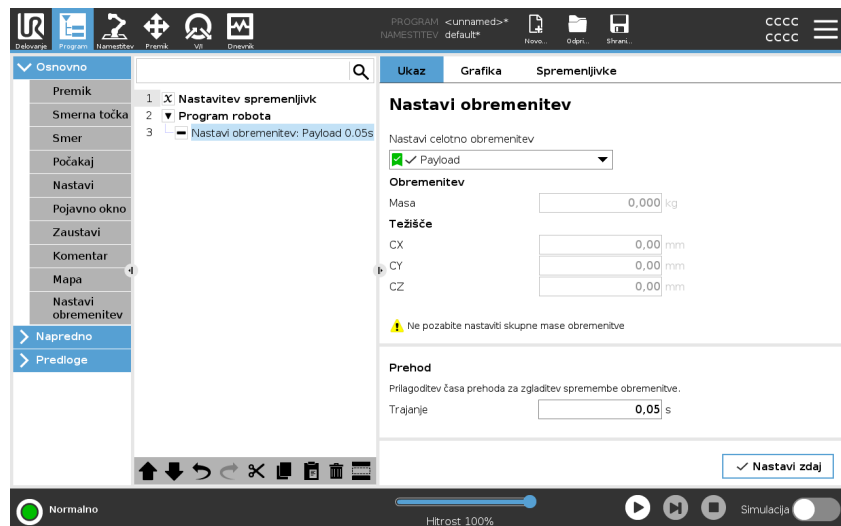 PROGRAM <unnamed>*
NAMESTITEV default*
Delovanje
Program
Namestitev
Premik
V/I
Dnevnik
Novo...
Odpri...
Shrani...
CCCC
CCCC
Osnovno
Premik
Smerna točka
Smer
Počakaj
Nastavi
Pojavno okno
Zaustavi
Komentar
Mapa
Nastavi
obremenitev
Napredno
Predloge
1 X Nastavitev spremenljivk
2 Program robota
3 Nastavi obremenitev: Payload 0.05s
Ukaz
Grafika
Spremenljivke
Nastavi obremenitev
Nastavi celotno obremenitev
Payload
Obremenitev
Masa 0,000 kg
Težišče
CX 0,00 mm
CY 0,00 mm
CZ 0,00 mm
Ne pozabite nastaviti skupne mase obremenitve
Prehod
Prilagoditev časa prehoda za zgladitev spremembe obremenitve.
Trajanje 0,05 s
Nastavi zdaj
Normalno
Hitrost 100%
Simulacija